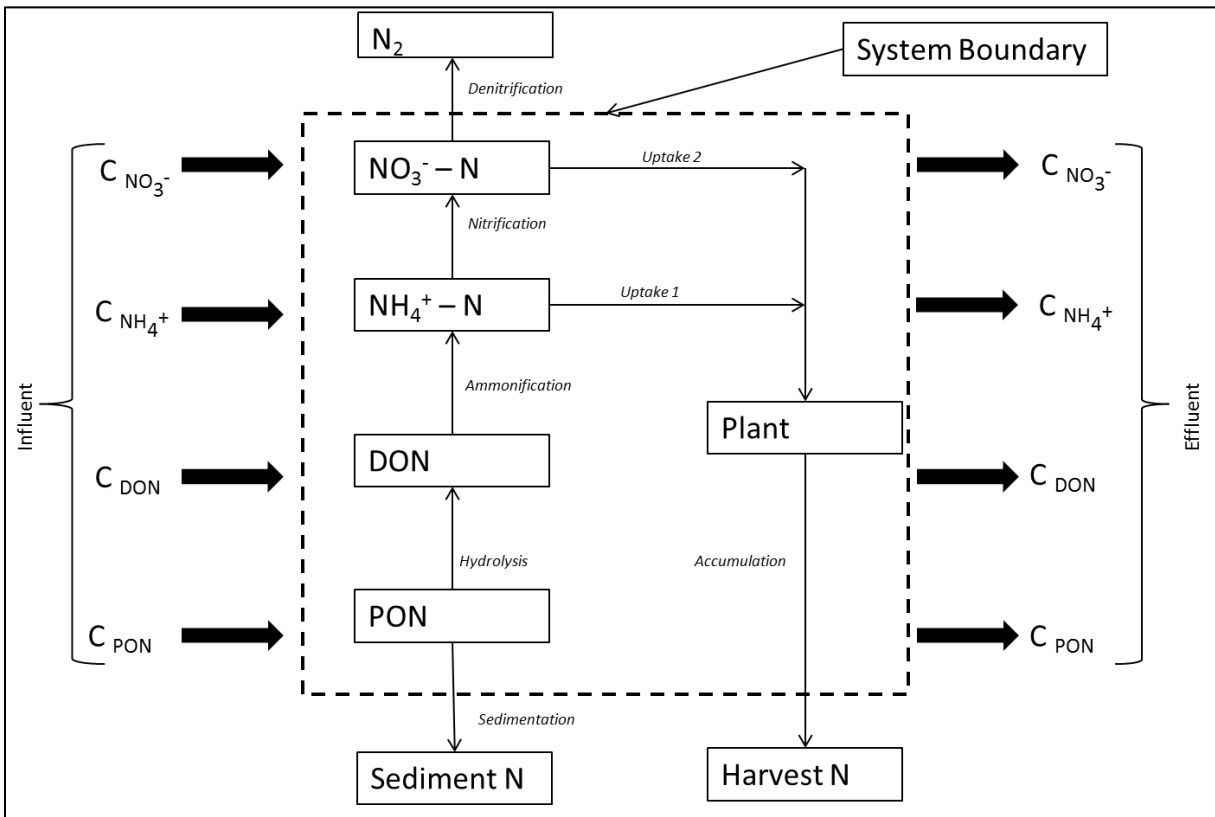 N₂
System Boundary
Denitrification
C NO₃⁻
NO₃⁻ – N
Uptake 2
C NO₃⁻
Nitrification
C NH₄⁺
NH₄⁺ – N
Uptake 1
C NH₄⁺
Ammonification
Influent
Effluent
Plant
C DON
DON
C DON
Hydrolysis
Accumulation
C PON
PON
C PON
Sedimentation
Sediment N
Harvest N